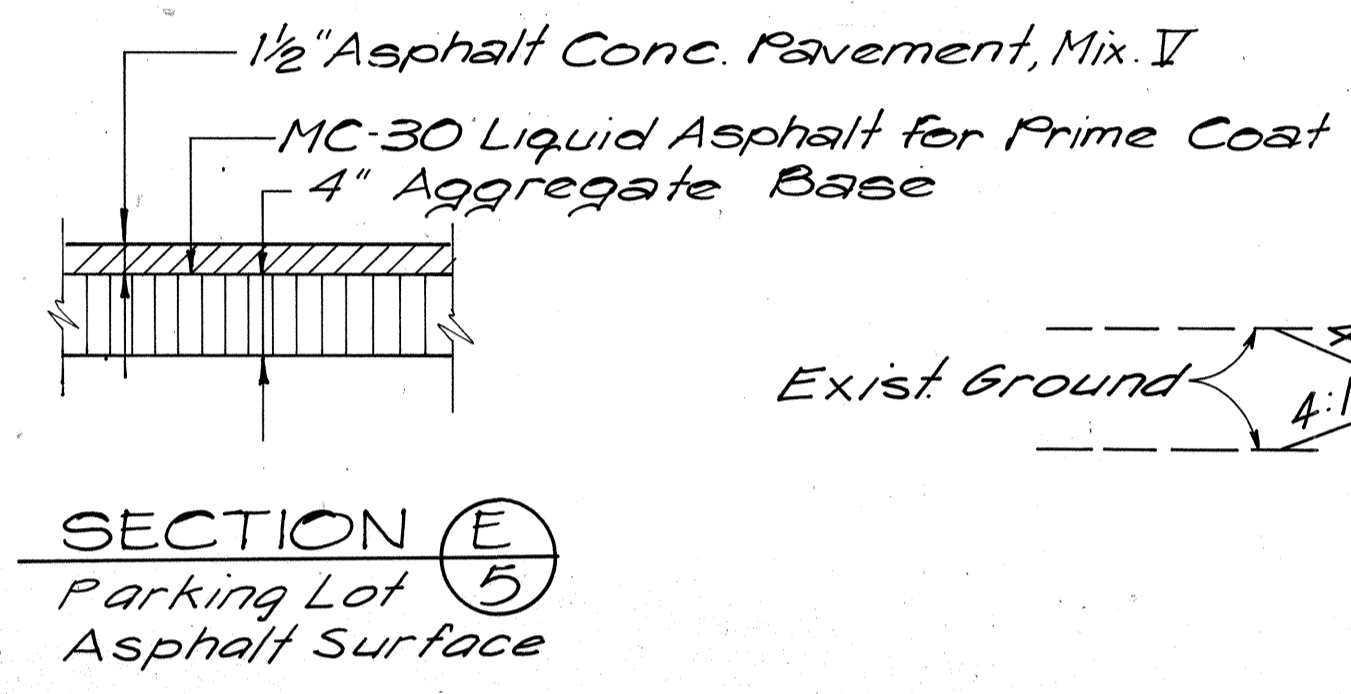 1½" Asphalt Conc. Pavement, Mix. V
MC-30 Liquid Asphalt for Prime Coat
4" Aggregate Base
Exist. Ground
4:1
SECTION E
5
Parking Lot
Asphalt Surface